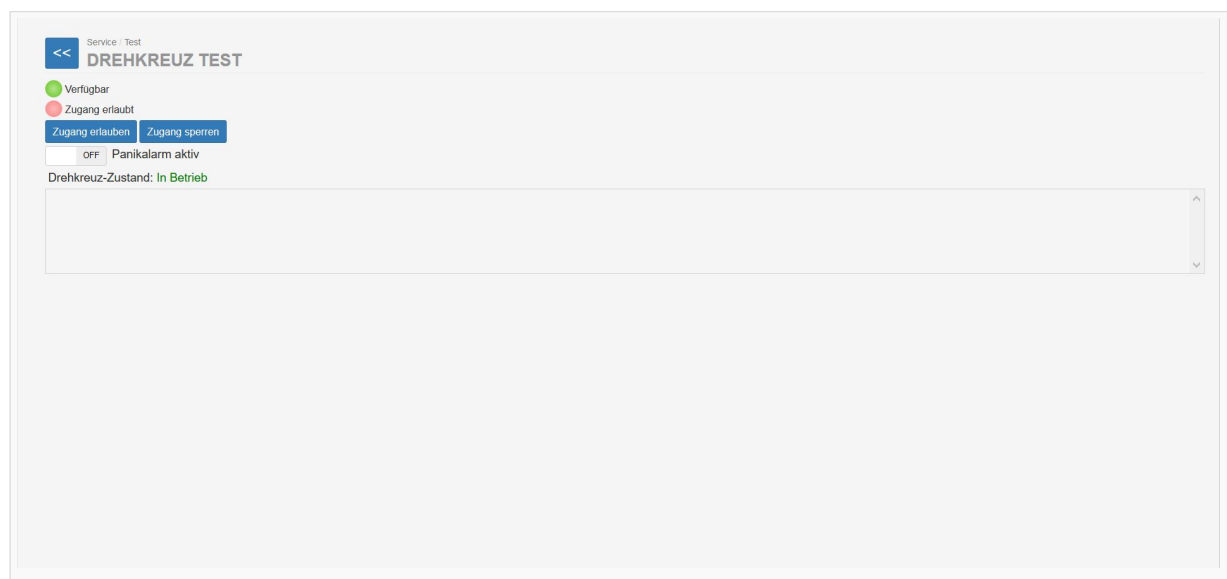 <<
Service / Test
DREHKREUZ TEST
Verfügbar
Zugang erlaubt
Zugang erlauben Zugang sperren
OFF Panikalarm aktiv
Drehkreuz-Zustand: In Betrieb